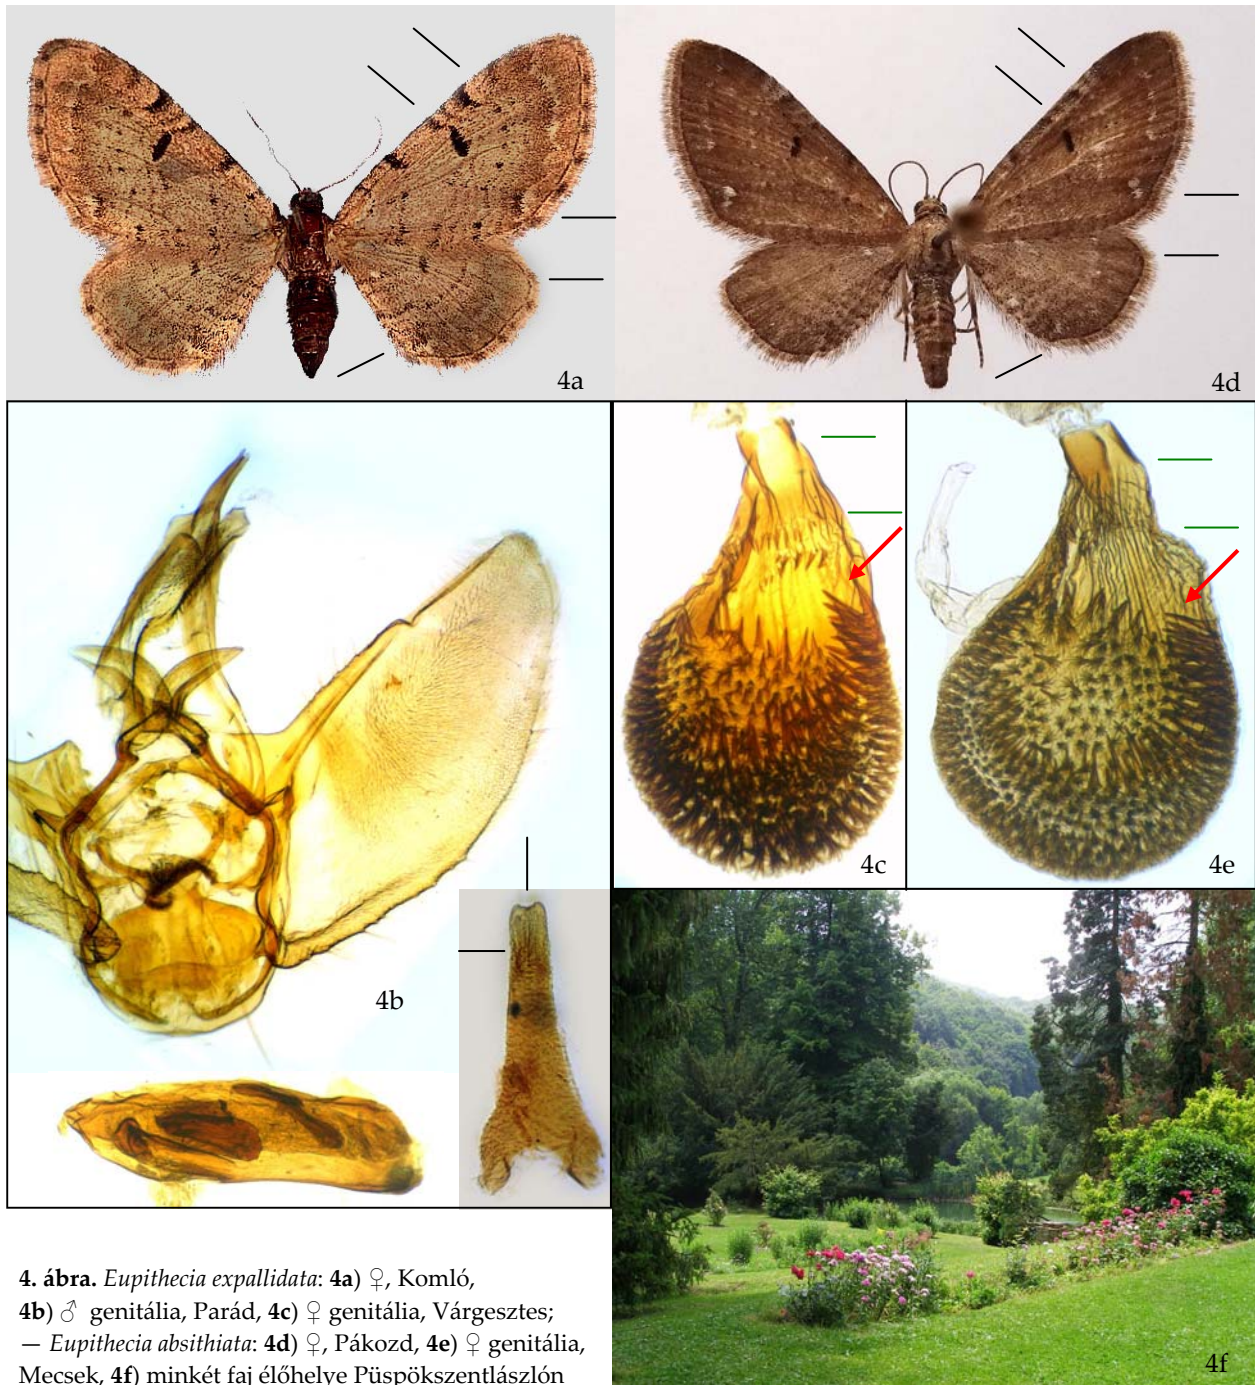 4a
4d
4b
4c
4e
4f
4. ábra. Eupithecia expallidata: 4a) ♀, Komló,
4b) ♂ genitália, Parád, 4c) ♀ genitália, Várgesztes;
— Eupithecia absithiata: 4d) ♀, Pákozd, 4e) ♀ genitália,
Mecsek, 4f) minkét faj élőhelye Püspökszentlászlón